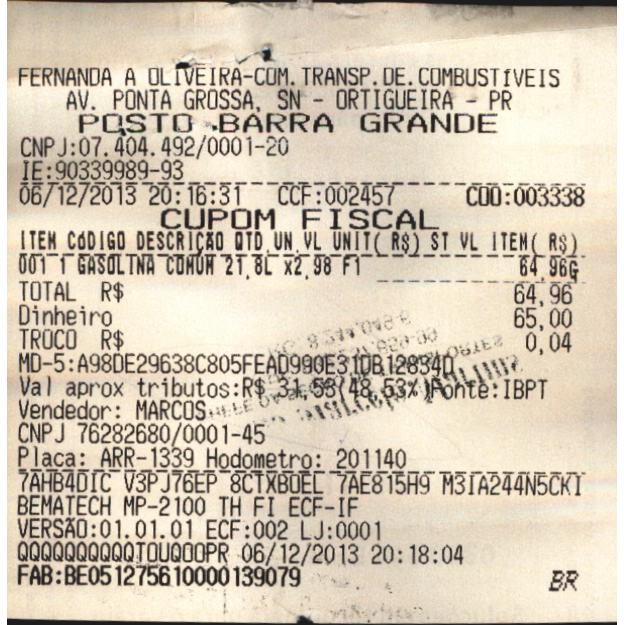 FERNANDA A OLIVEIRA-COM.TRANSP.DE.COMBUSTIVEIS
AV. PONTA GROSSA, SN - ORTIGUEIRA - PR
POSTO BARRA GRANDE
CNPJ:07.404.492/0001-20
IE:90339989-93
06/12/2013 20:16:31 CCF:002457 COO:003338
CUPOM FISCAL
ITEM CÓDIGO DESCRIÇÃO QTD.UN.VL UNIT( R$) ST VL ITEM( R$)
001 1 GASOLINA COMUM 21,8L x2,98 F1 64,96G
TOTAL R$ 64,96
Dinheiro 65,00
TROCO R$ 0,04
MD-5:A98DE29638C805FEAD990E31DB12834D
Val aprox tributos:R$ 31,53(48,53%)Fonte:IBPT
Vendedor: MARCOS
CNPJ 76282680/0001-45
Placa: ARR-1339 Hodometro: 201140
7AHB4DIC V3PJ76EP 8CTXBOEL 7AE815H9 M3IA244N5CKI
BEMATECH MP-2100 TH FI ECF-IF
VERSÃO:01.01.01 ECF:002 LJ:0001
QQQQQQQQQQTOUQOOPR 06/12/2013 20:18:04
FAB:BE051275610000139079 BR